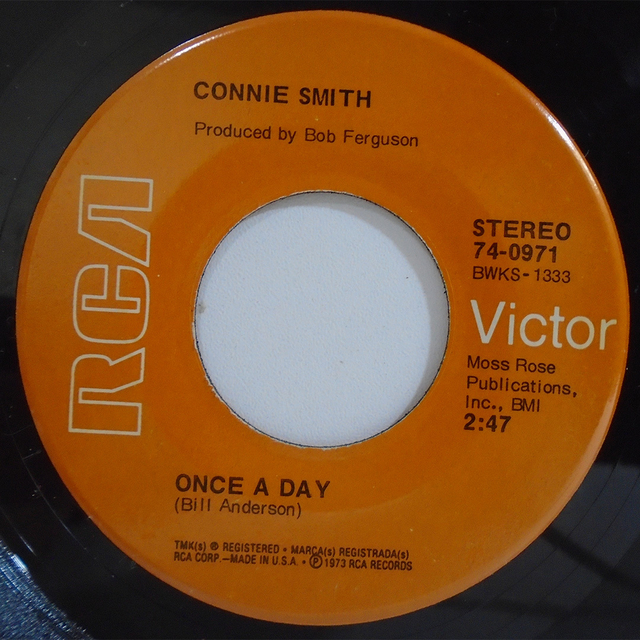 CONNIE SMITH
Produced by Bob Ferguson
RCA
STEREO
74-0971
BWKS-1333
Victor
Moss Rose
Publications,
Inc., BMI
2:47
ONCE A DAY
(Bill Anderson)
TMK(s) ® REGISTERED • MARCA(s) REGISTRADA(s)
RCA CORP.—MADE IN U.S.A. • ℗ 1973 RCA RECORDS